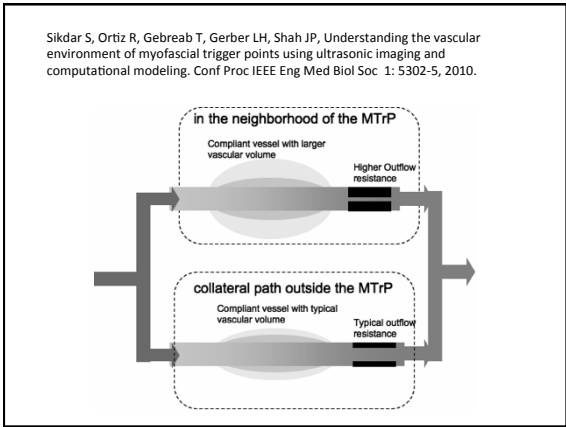 Sikdar S, Ortiz R, Gebreab T, Gerber LH, Shah JP, Understanding the vascular
environment of myofascial trigger points using ultrasonic imaging and
computational modeling. Conf Proc IEEE Eng Med Biol Soc  1: 5302-5, 2010.
in the neighborhood of the MTrP
Compliant vessel with larger
vascular volume
Higher Outflow
resistance
collateral path outside the MTrP
Compliant vessel with typical
vascular volume
Typical outflow
resistance